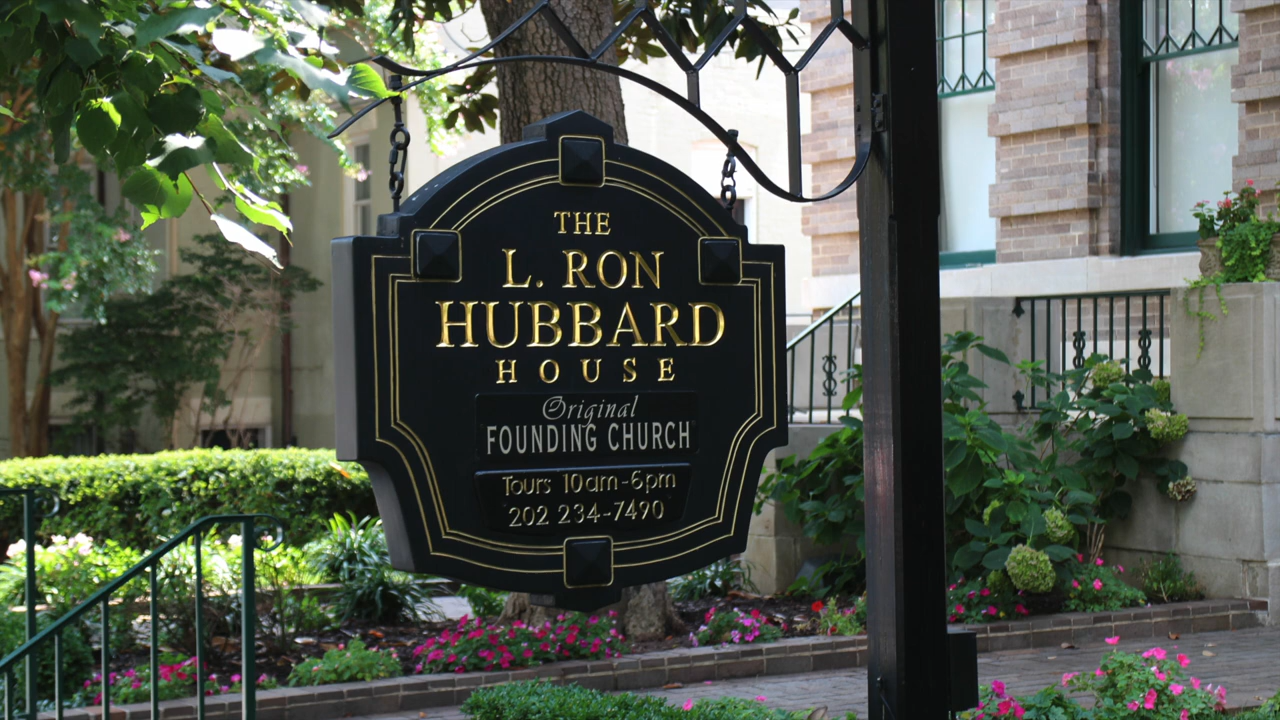 THE
L. RON
HUBBARD
HOUSE
Original
FOUNDING CHURCH
Tours 10am-6pm
202 234-7490